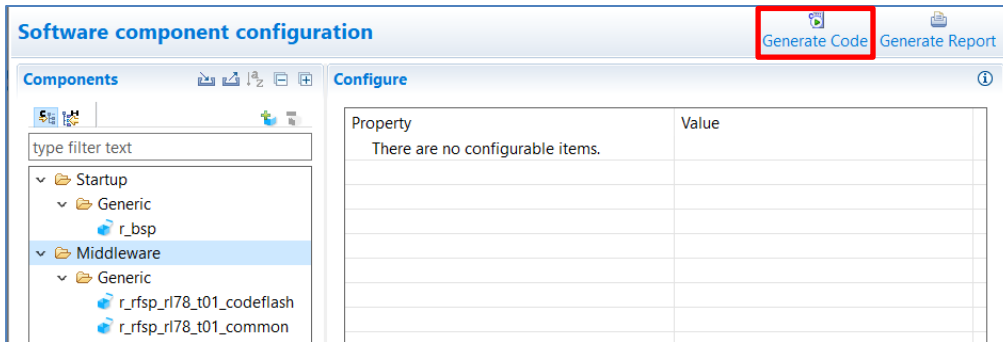 Software component configuration
Generate Code Generate Report
Components
Configure
type filter text
Property Value
There are no configurable items.
Startup
Generic
r_bsp
Middleware
Generic
r_rfsp_rl78_t01_codeflash
r_rfsp_rl78_t01_common